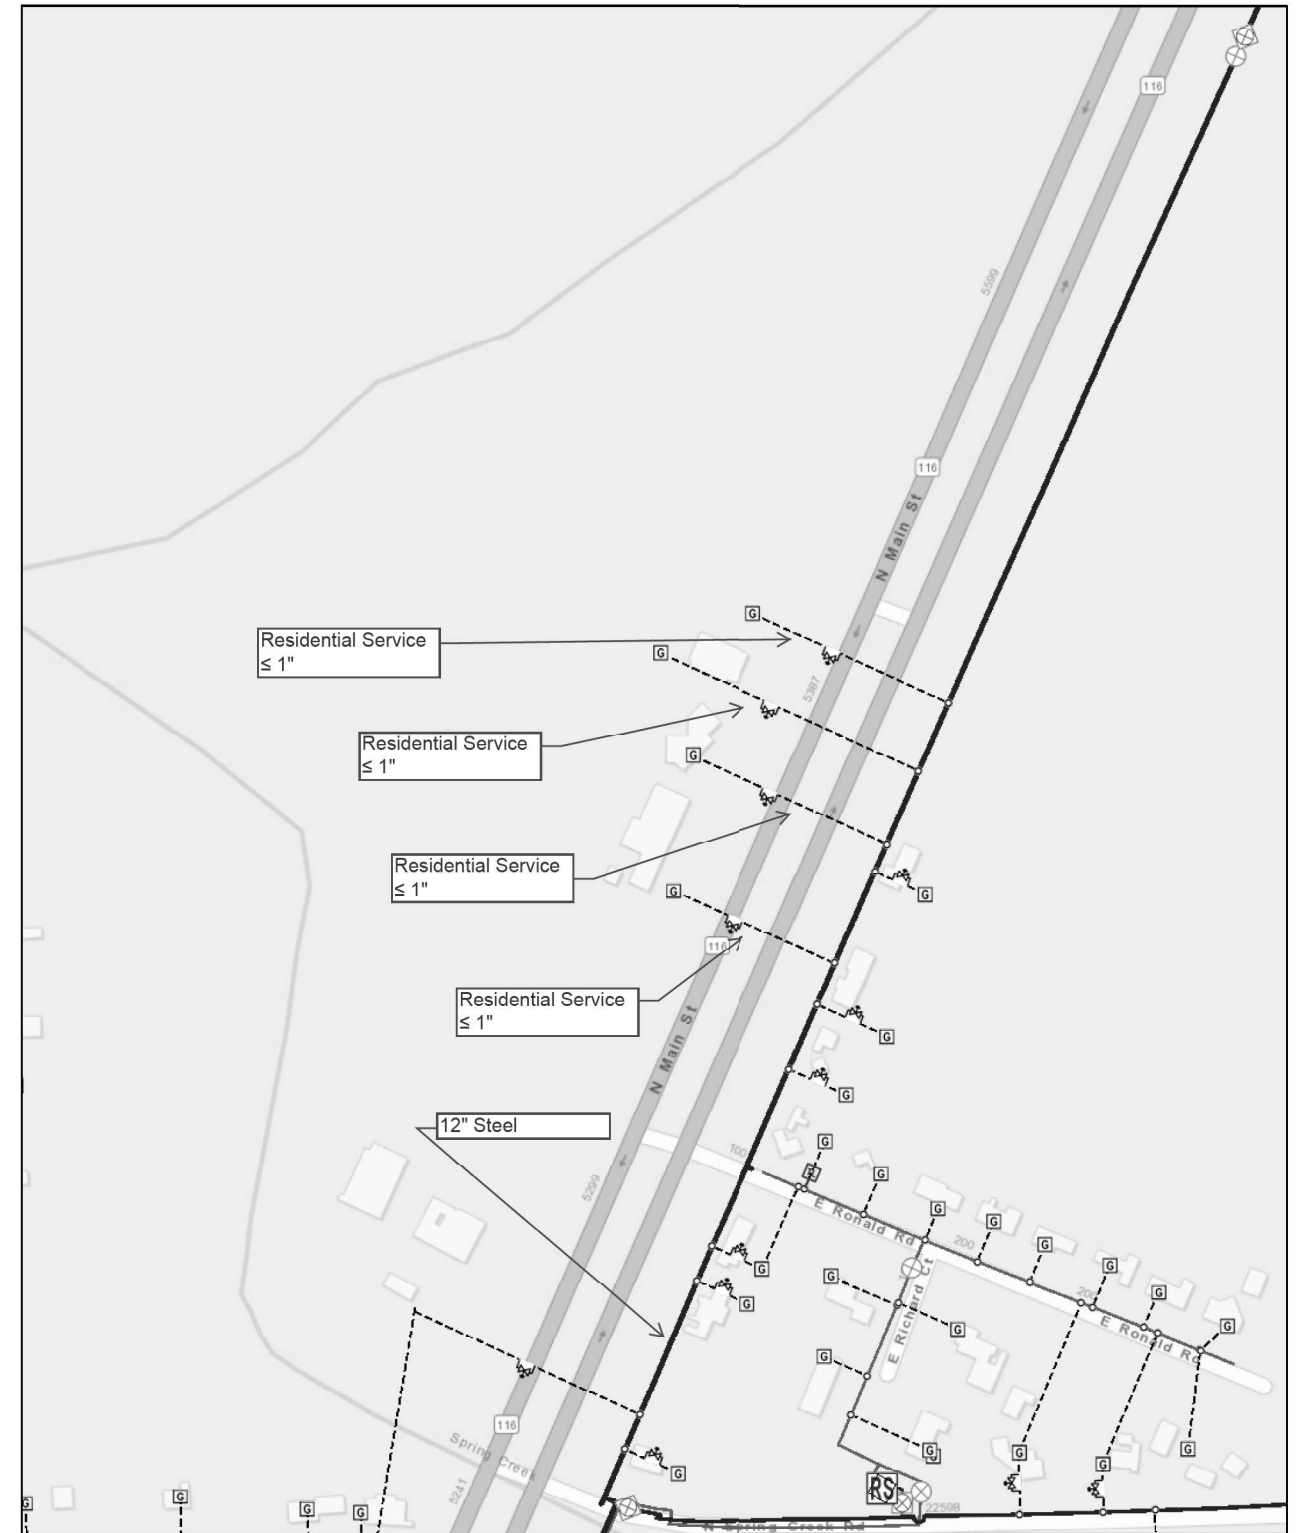 116
5599
116
N Main St
G
Residential Service
≤ 1"
G
5387
Residential Service
≤ 1"
G
Residential Service
≤ 1"
G
G
116
Residential Service
≤ 1"
N Main St
G
G
12" Steel
G
100
G
5299
E Ronald Rd
G
G
200
G
G
G
G
G
200
G
E Ronald Rd
G
G
E Richard Ct
G
G
116
Spring Creek
G
G
G
G
G
5241
RS
22598
G
G
G
G
N Spring Creek Rd